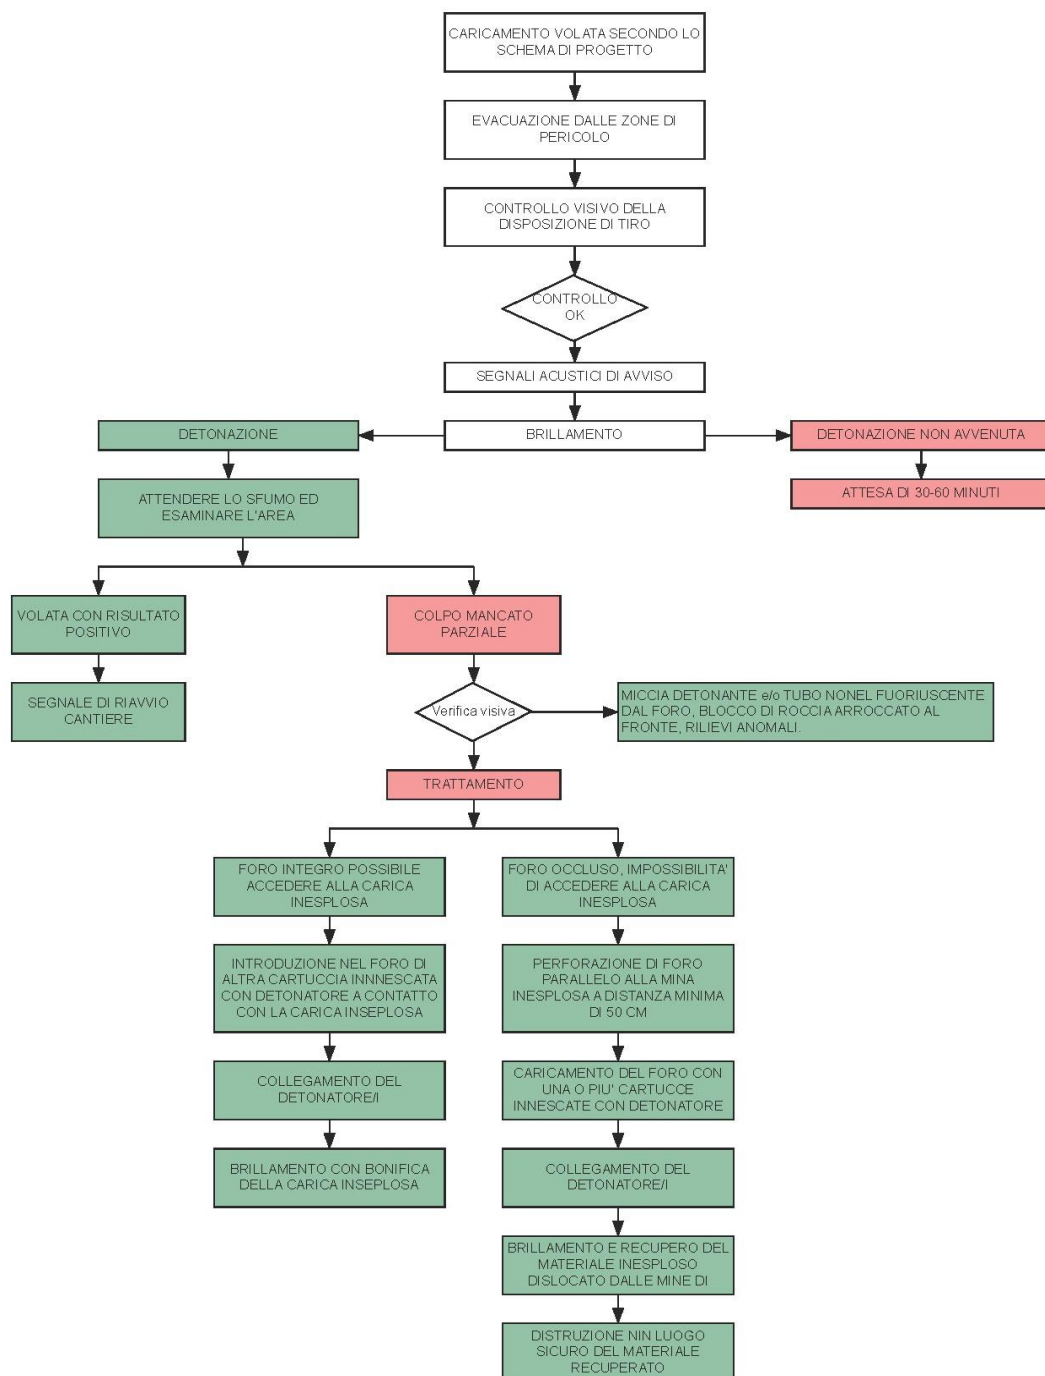 CARICAMENTO VOLATA SECONDO LO
SCHEMA DI PROGETTO
EVACUAZIONE DALLE ZONE DI
PERICOLO
CONTROLLO VISIVO DELLA
DISPOSIZIONE DI TIRO
CONTROLLO
OK
SEGNALI ACUSTICI DI AVVISO
DETONAZIONE
BRILLAMENTO
DETONAZIONE NON AVVENUTA
ATTENDERE LO SFUMO ED
ESAMINARE L'AREA
ATTESA DI 30-60 MINUTI
VOLATA CON RISULTATO
POSITIVO
COLPO MANCATO
PARZIALE
SEGNALE DI RIAVVIO
CANTIERE
Verifica visiva
MICCIA DETONANTE e/o TUBO NONEL FUORIUSCENTE
DAL FORO, BLOCCO DI ROCCIA ARROCCATO AL
FRONTE, RILIEVI ANOMALI.
TRATTAMENTO
FORO INTEGRO POSSIBILE
ACCEDERE ALLA CARICA
INESPLOSA
FORO OCCLUSO, IMPOSSIBILITA'
DI ACCEDERE ALLA CARICA
INESPLOSA
INTRODUZIONE NEL FORO DI
ALTRA CARTUCCIA INNNESCATA
CON DETONATORE A CONTATTO
CON LA CARICA INSEPLOSA
PERFORAZIONE DI FORO
PARALLELO ALLA MINA
INESPLOSA A DISTANZA MINIMA
DI 50 CM
COLLEGAMENTO DEL
DETONATORE/I
CARICAMENTO DEL FORO CON
UNA O PIU' CARTUCCE
INNESCATE CON DETONATORE
BRILLAMENTO CON BONIFICA
DELLA CARICA INSEPLOSA
COLLEGAMENTO DEL
DETONATORE/I
BRILLAMENTO E RECUPERO DEL
MATERIALE INESPLOSO
DISLOCATO DALLE MINE DI
DISTRUZIONE NIN LUOGO
SICURO DEL MATERIALE
RECUPERATO